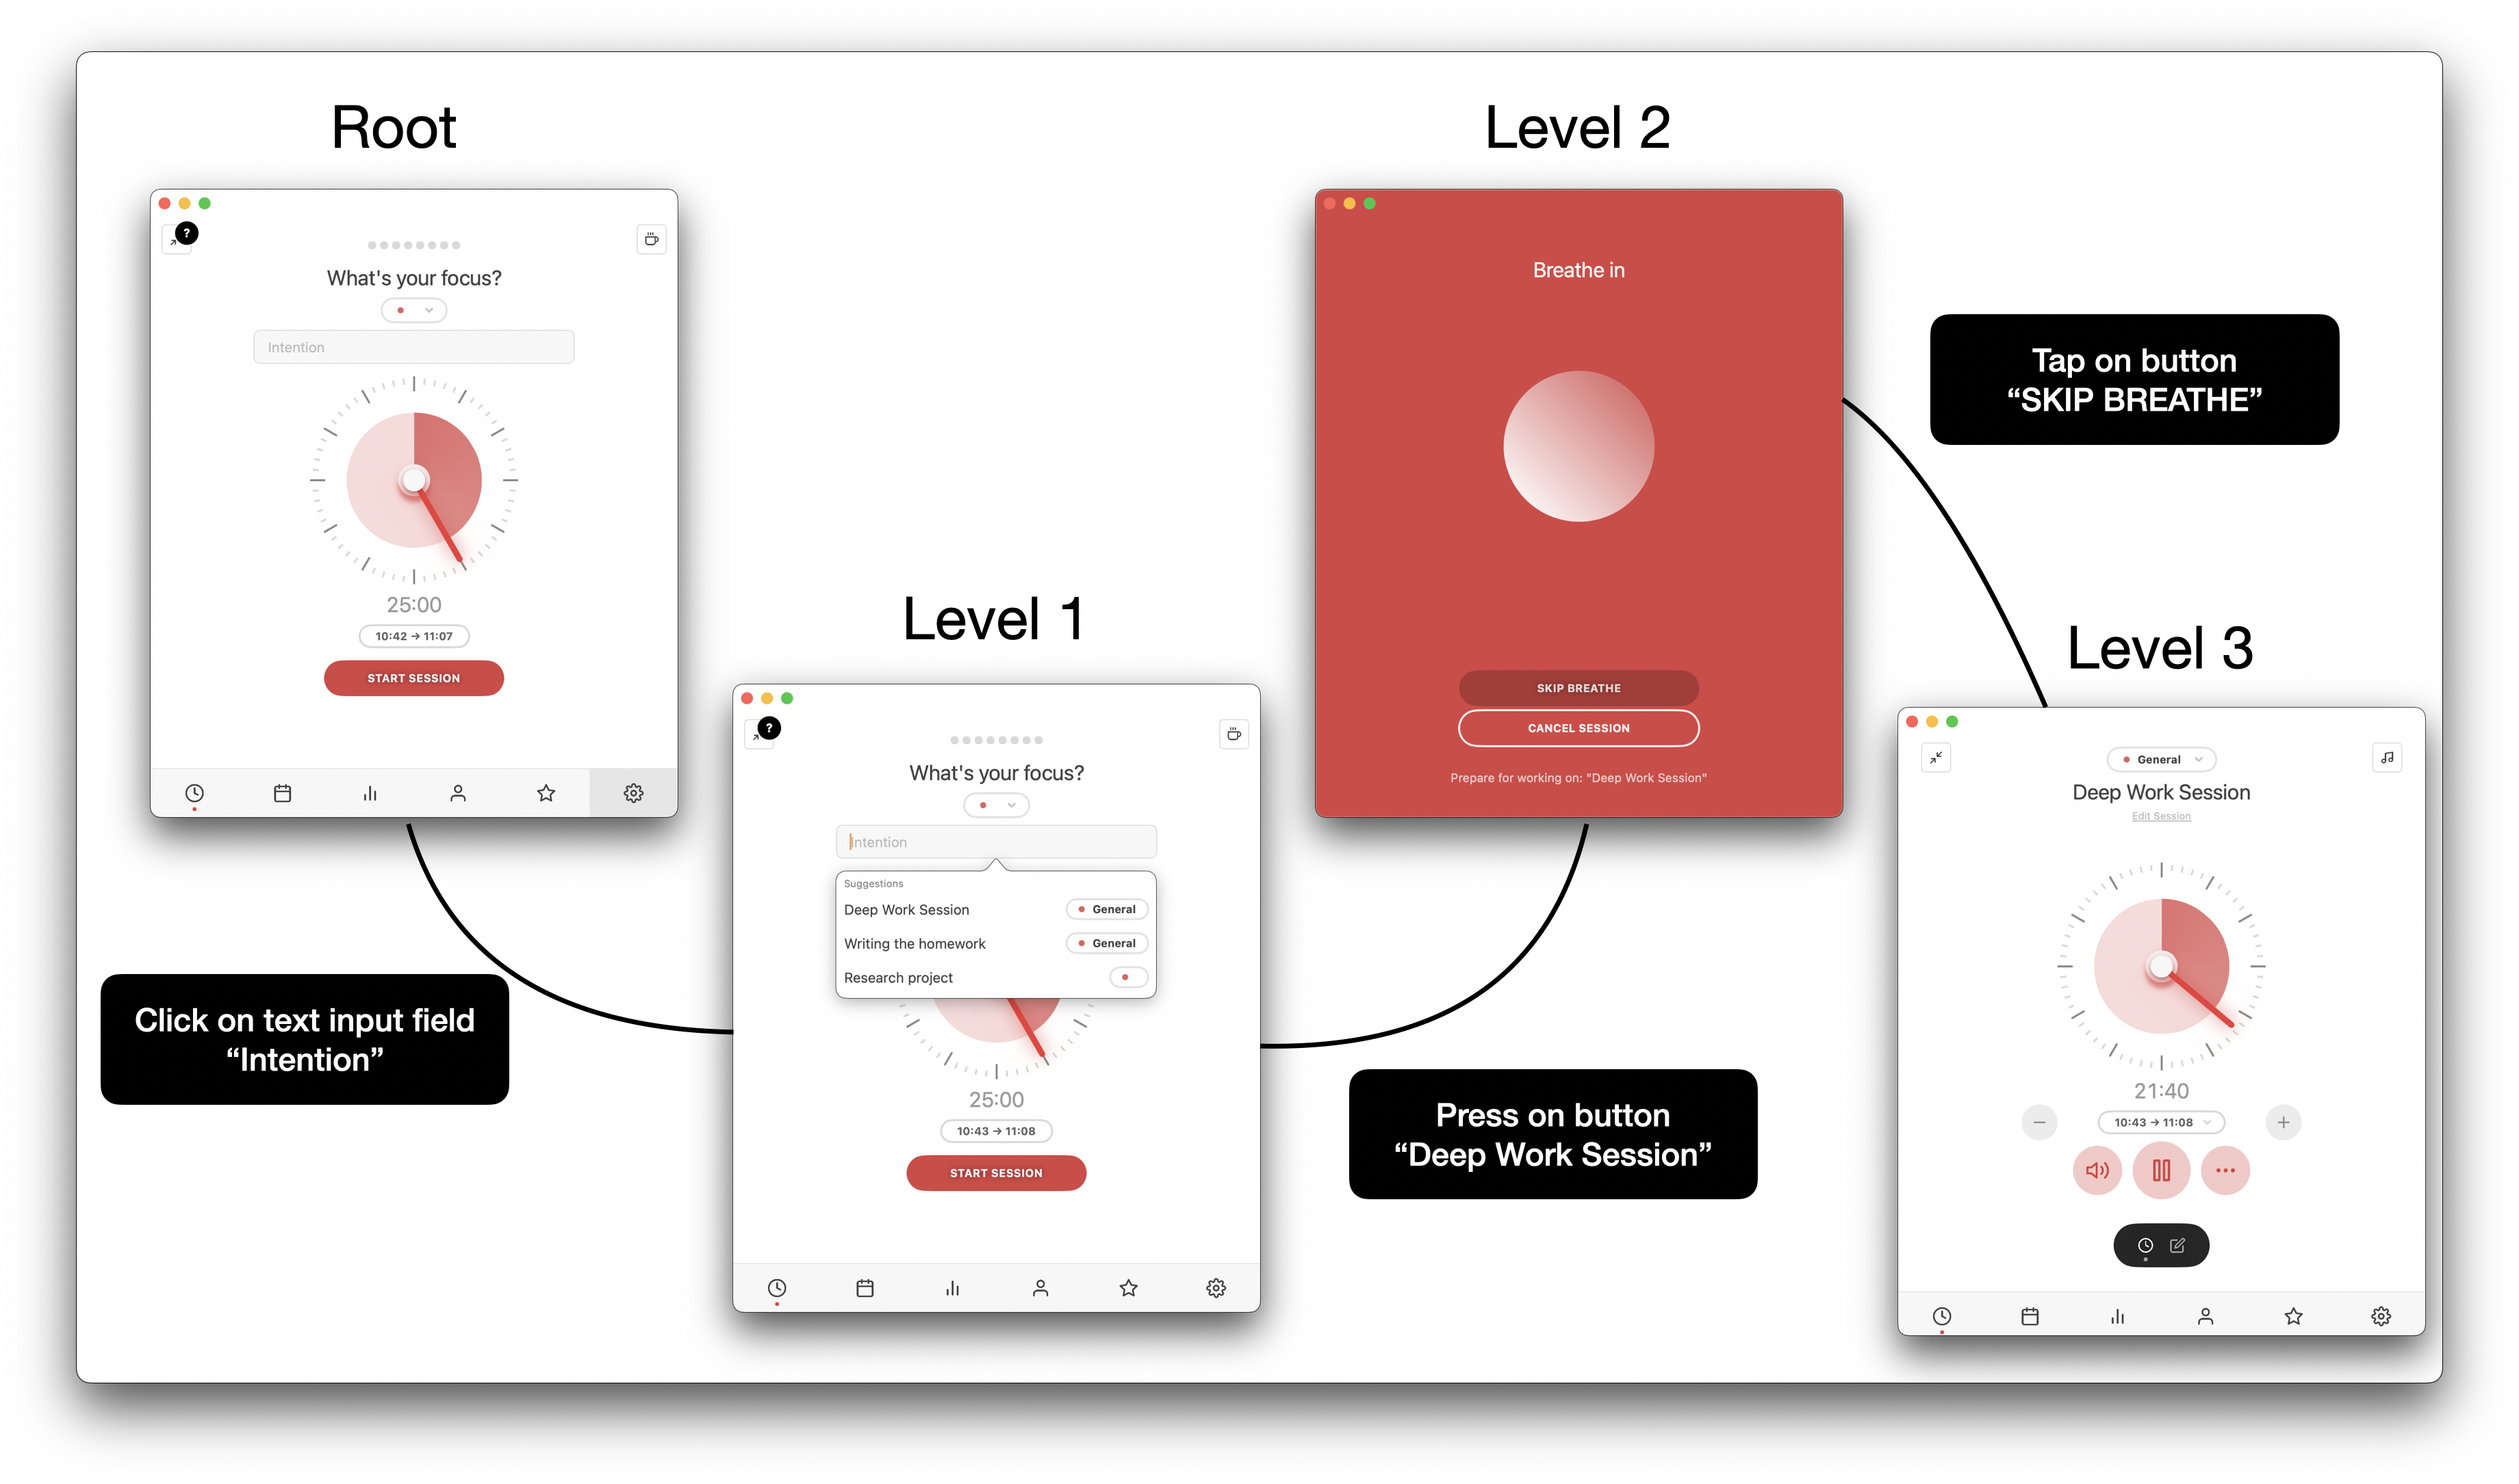 Root
?
What's your focus?
Intention
25:00
10:42 → 11:07
START SESSION
Click on text input field
“Intention”
Level 1
?
What's your focus?
Intention
Suggestions
Deep Work Session
General
Writing the homework
General
Research project
25:00
10:43 → 11:08
START SESSION
Press on button
“Deep Work Session”
Level 2
Breathe in
SKIP BREATHE
CANCEL SESSION
Prepare for working on: "Deep Work Session"
Tap on button
“SKIP BREATHE”
Level 3
General
Deep Work Session
Edit Session
21:40
10:43 → 11:08